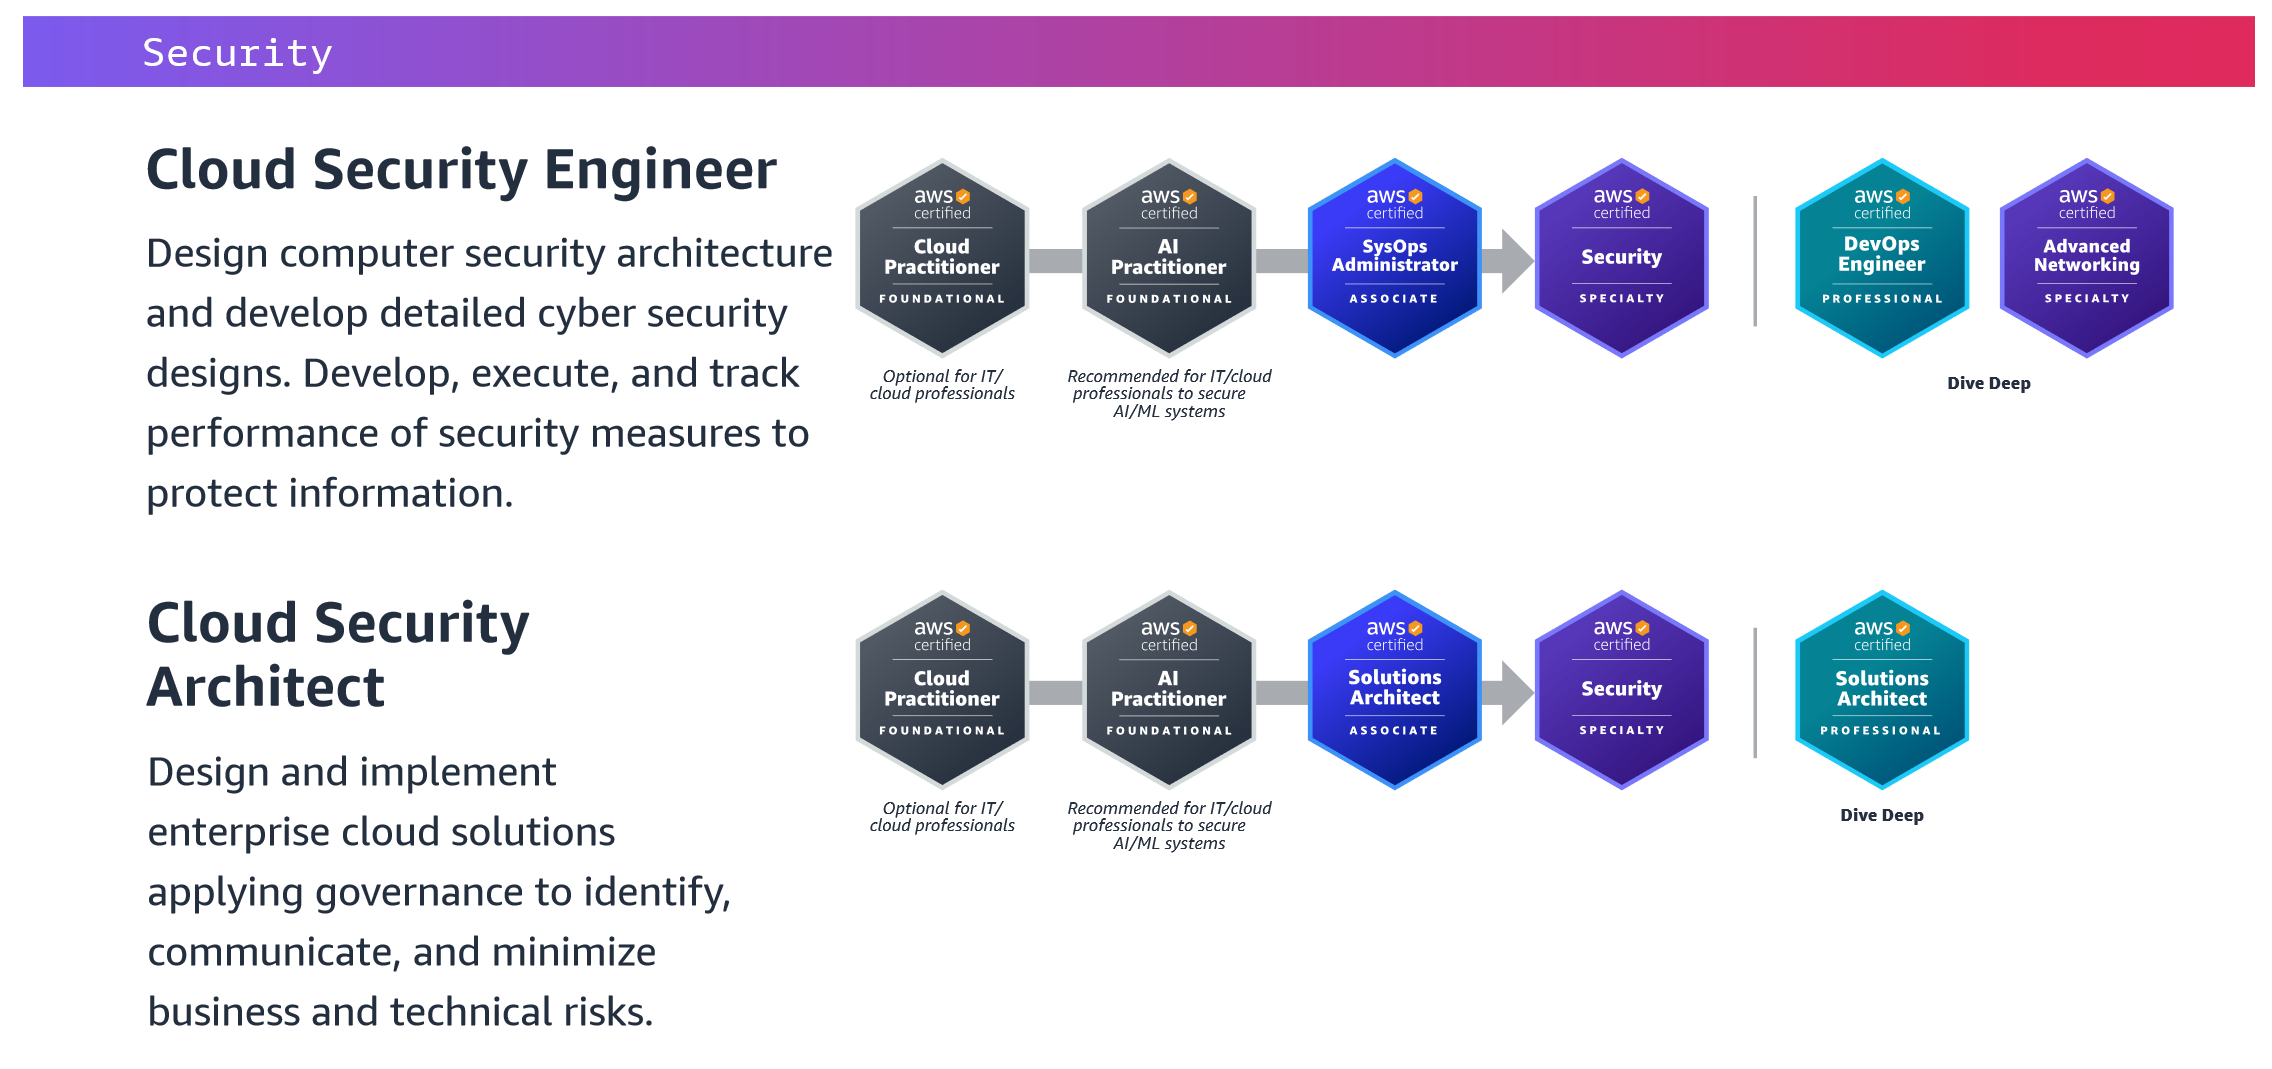 Security
Cloud Security Engineer
Design computer security architecture
and develop detailed cyber security
designs. Develop, execute, and track
performance of security measures to
protect information.
aws
certified
Cloud
Practitioner
FOUNDATIONAL
Optional for IT/
cloud professionals
aws
certified
AI
Practitioner
FOUNDATIONAL
Recommended for IT/cloud
professionals to secure
AI/ML systems
aws
certified
SysOps
Administrator
ASSOCIATE
aws
certified
Security
SPECIALTY
aws
certified
DevOps
Engineer
PROFESSIONAL
aws
certified
Advanced
Networking
SPECIALTY
Dive Deep
Cloud Security
Architect
Design and implement
enterprise cloud solutions
applying governance to identify,
communicate, and minimize
business and technical risks.
aws
certified
Cloud
Practitioner
FOUNDATIONAL
Optional for IT/
cloud professionals
aws
certified
AI
Practitioner
FOUNDATIONAL
Recommended for IT/cloud
professionals to secure
AI/ML systems
aws
certified
Solutions
Architect
ASSOCIATE
aws
certified
Security
SPECIALTY
aws
certified
Solutions
Architect
PROFESSIONAL
Dive Deep